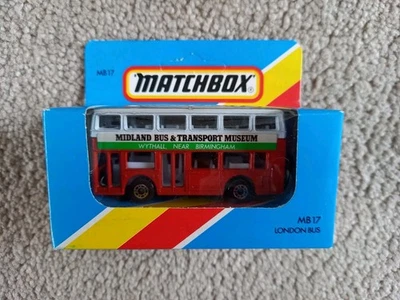 MB17
MATCHBOX®
MIDLAND BUS & TRANSPORT MUSEUM
WYTHALL NEAR BIRMINGHAM
MB17
LONDON BUS